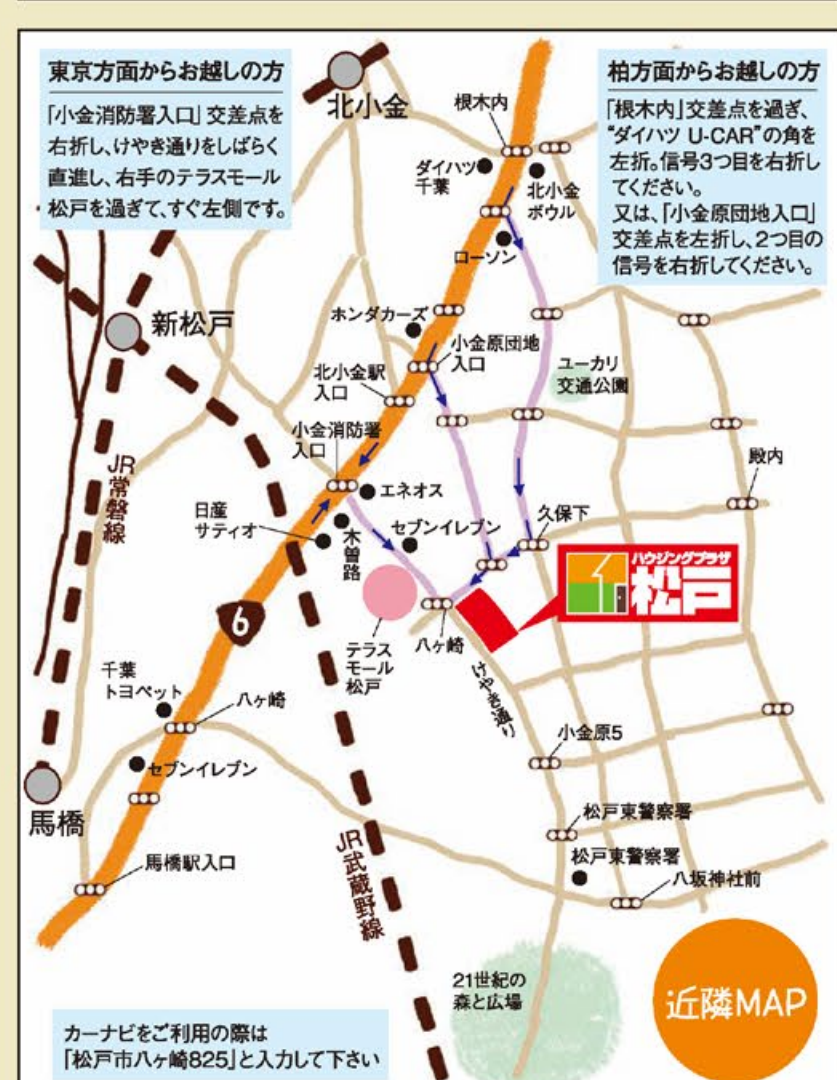 東京方面からお越しの方
「小金消防署入口」交差点を
右折し、けやき通りをしばらく
直進し、右手のテラスモール
松戸を過ぎて、すぐ左側です。
柏方面からお越しの方
「根木内」交差点を過ぎ、
“ダイハツ U-CAR”の角を
左折。信号3つ目を右折し
てください。
又は、「小金原団地入口」
交差点を左折し、2つ目の
信号を右折してください。
北小金
根木内
ダイハツ
千葉
北小金
ボウル
ローソン
新松戸
ホンダカーズ
小金原団地
入口
ユーカリ
交通公園
北小金駅
入口
小金消防署
入口
JR常磐線
エネオス
殿内
日産
サティオ
木曽路
セブンイレブン
久保下
ハウジングプラザ
松戸
6
テラス
モール
松戸
八ヶ崎
けやき通り
千葉
トヨペット
八ヶ崎
小金原5
セブンイレブン
馬橋
松戸東警察署
JR武蔵野線
馬橋駅入口
松戸東警察署
八坂神社前
21世紀の
森と広場
近隣MAP
カーナビをご利用の際は
「松戸市八ヶ崎825」と入力して下さい